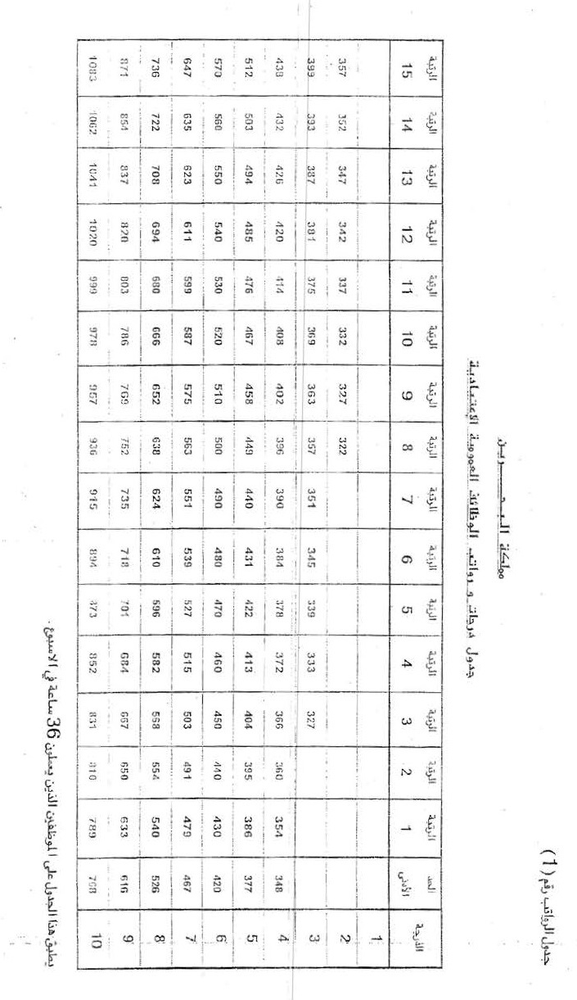 جدول الرواتب رقم (1)
مملكة البحرين
جدول درجات و رواتب الوظائف العمومية الإعتيادية
الدرجة الحد الأدنى الرتبة 1 الرتبة 2 الرتبة 3 الرتبة 4 الرتبة 5 الرتبة 6 الرتبة 7 الرتبة 8 الرتبة 9 الرتبة 10 الرتبة 11 الرتبة 12 الرتبة 13 الرتبة 14 الرتبة 15
1
2 322 327 332 337 342 347 352 357
3 327 333 339 345 351 357 363 369 375 381 387 393 399
4 348 354 360 366 372 378 384 390 396 402 408 414 420 426 432 438
5 377 386 395 404 413 422 431 440 449 458 467 476 485 494 503 512
6 420 430 440 450 460 470 480 490 500 510 520 530 540 550 560 570
7 467 479 491 503 515 527 539 551 563 575 587 599 611 623 635 647
8 526 540 554 568 582 596 610 624 638 652 666 680 694 708 722 736
9 616 633 650 667 684 701 718 735 752 769 786 803 820 837 854 871
10 768 789 810 831 852 873 894 915 936 957 978 999 1020 1041 1062 1083
يطبق هذا الجدول على الموظفين الذين يعملون 36 ساعة في الاسبوع .